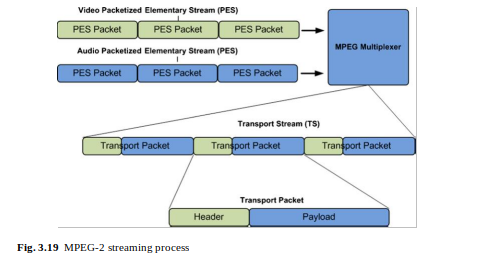 Video Packetized Elementary Stream (PES)
PES Packet PES Packet PES Packet
MPEG Multiplexer
Audio Packetized Elementary Stream (PES)
PES Packet PES Packet PES Packet
Transport Stream (TS)
Transport Packet Transport Packet Transport Packet
Transport Packet
Header Payload
Fig. 3.19 MPEG-2 streaming process